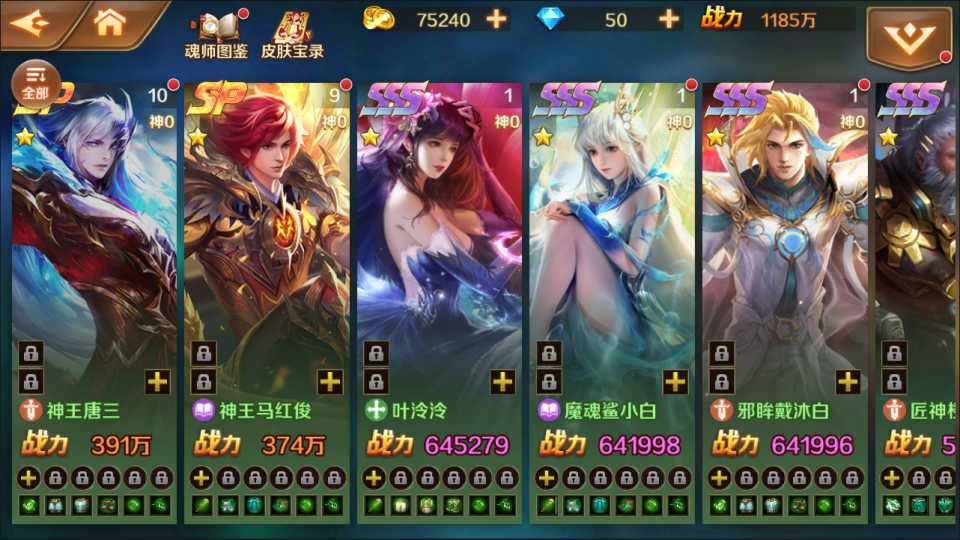 75240
50
战力 1185万
魂师图鉴 皮肤宝录
全部
SP 10
神0
SP 9
神0
SSS 1
神0
SSS 1
神0
SSS 1
神0
SSS
神王唐三
战力 391万
神王马红俊
战力 374万
叶泠泠
战力 645279
魔魂鲨小白
战力 641998
邪眸戴沐白
战力 641996
匠神
战力 5